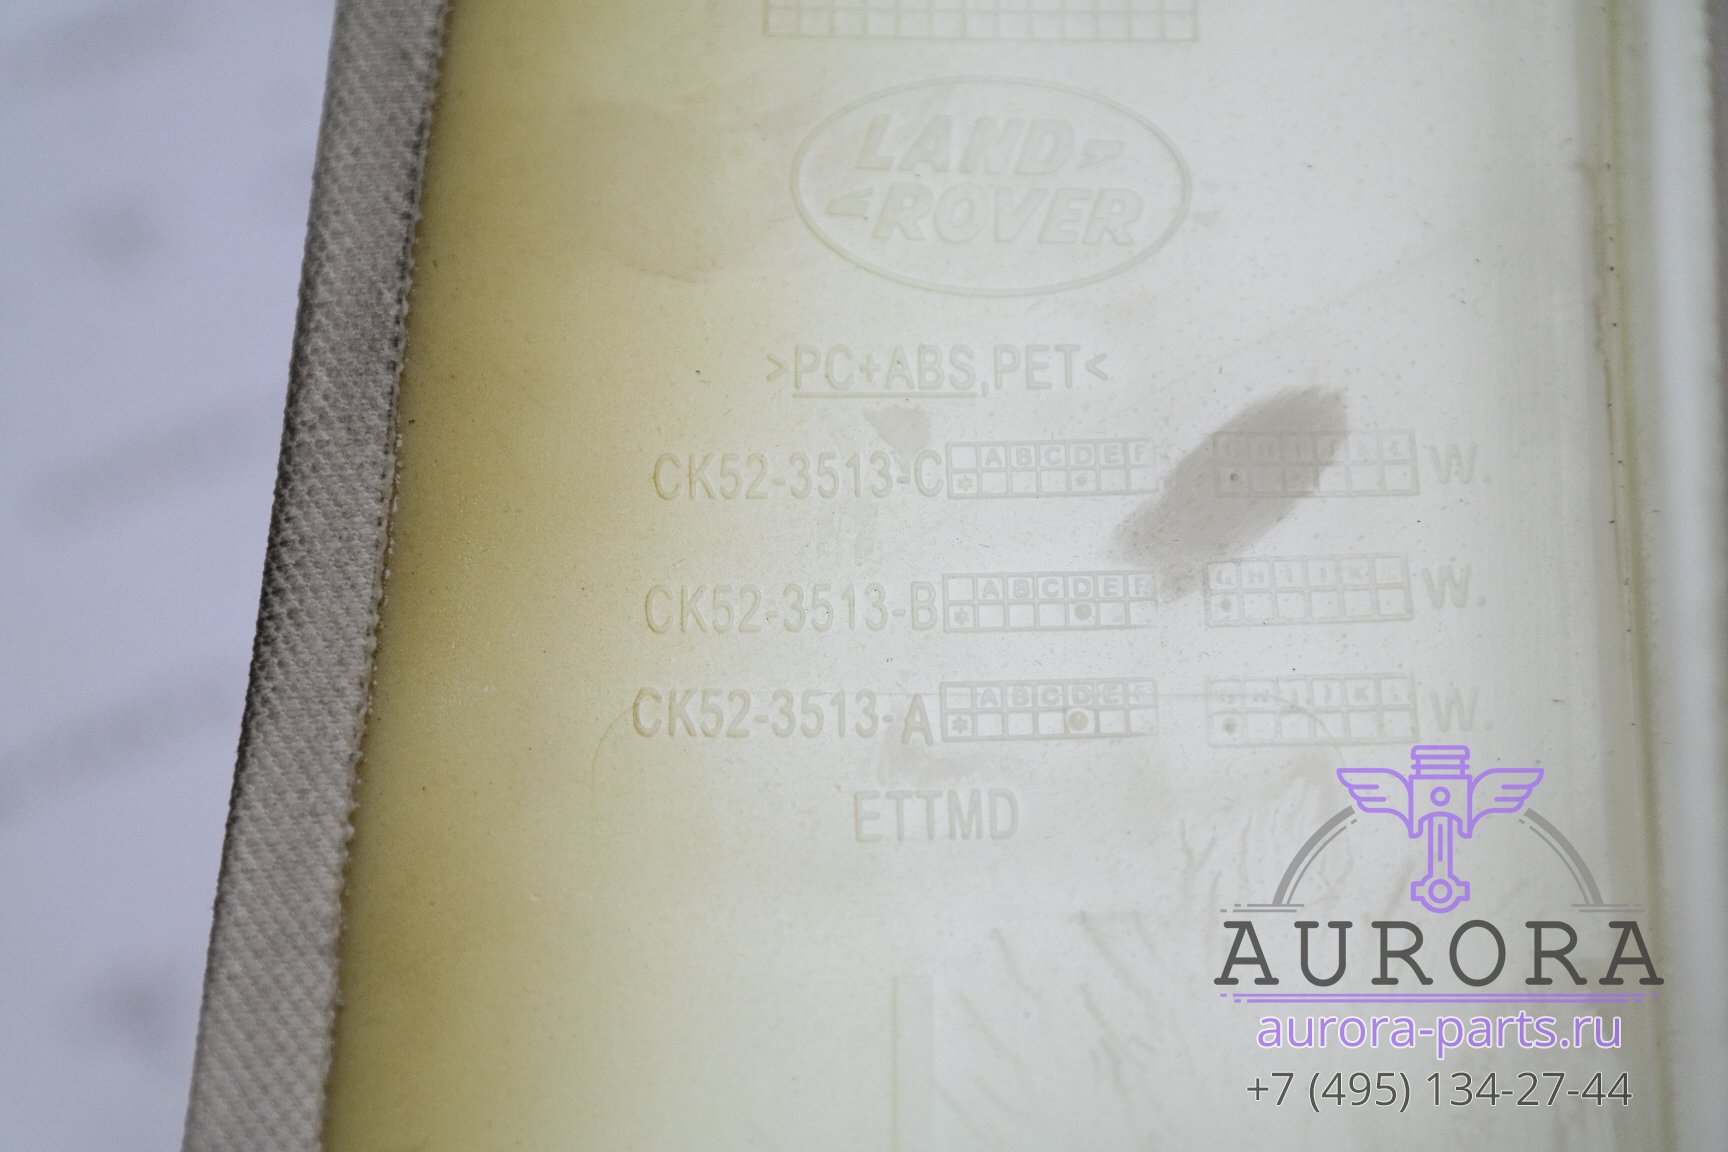 LAND
ROVER
>PC+ABS,PET<
CK52-3513-C A B C D E F W.
*
CK52-3513-B A B C D E F G H I J K L W.
*
CK52-3513-A A B C D E F G H I J K L W.
*
ETTMD
AURORA
aurora-parts.ru
+7 (495) 134-27-44